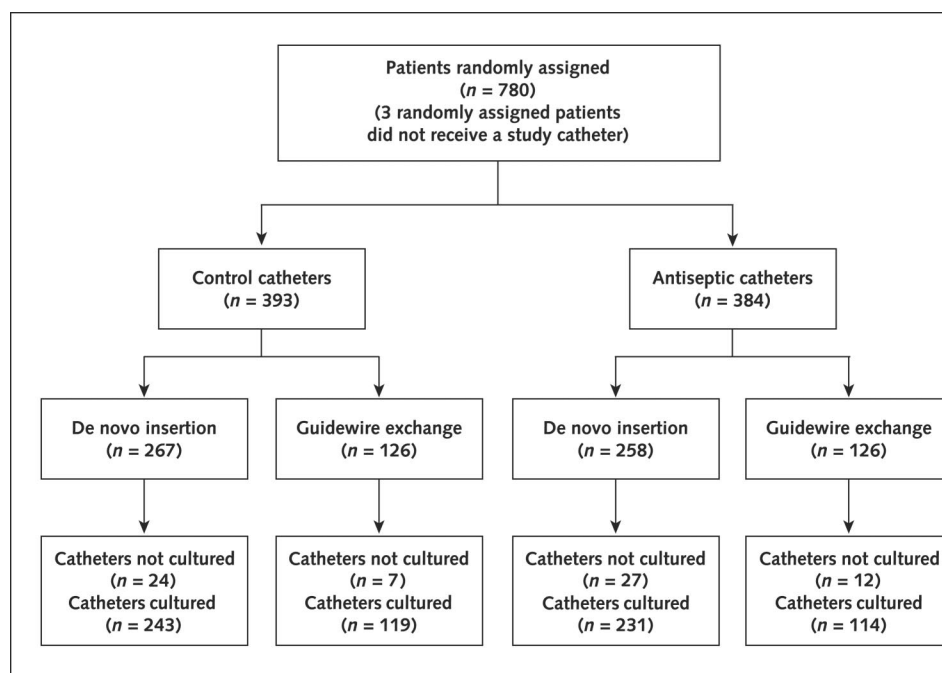 Patients randomly assigned
(n = 780)
(3 randomly assigned patients
did not receive a study catheter)
Control catheters
(n = 393)
Antiseptic catheters
(n = 384)
De novo insertion
(n = 267)
Guidewire exchange
(n = 126)
De novo insertion
(n = 258)
Guidewire exchange
(n = 126)
Catheters not cultured
(n = 24)
Catheters cultured
(n = 243)
Catheters not cultured
(n = 7)
Catheters cultured
(n = 119)
Catheters not cultured
(n = 27)
Catheters cultured
(n = 231)
Catheters not cultured
(n = 12)
Catheters cultured
(n = 114)